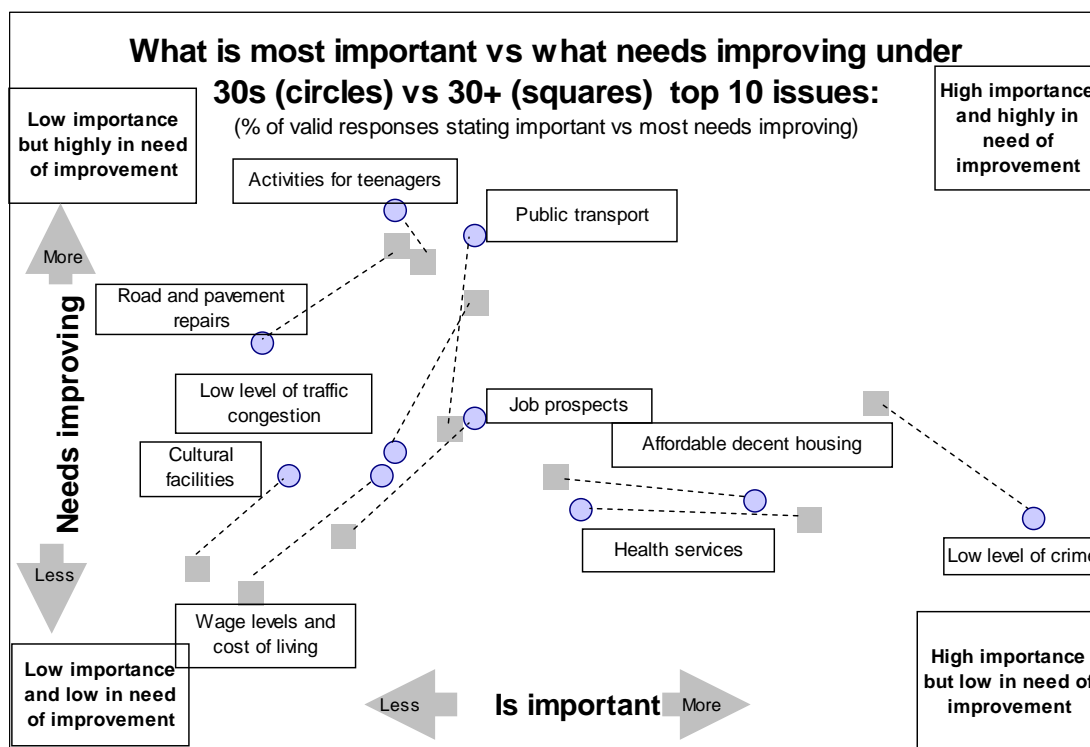 What is most important vs what needs improving under
30s (circles) vs 30+ (squares) top 10 issues:
(% of valid responses stating important vs most needs improving)
Low importance
but highly in need
of improvement
High importance
and highly in
need of
improvement
Activities for teenagers
Public transport
More
Road and pavement
repairs
Needs improving
Low level of traffic
congestion
Job prospects
Affordable decent housing
Cultural
facilities
Health services
Low level of crime
Less
Wage levels and
cost of living
Low importance
and low in need
of improvement
Less
Is important
More
High importance
but low in need of
improvement